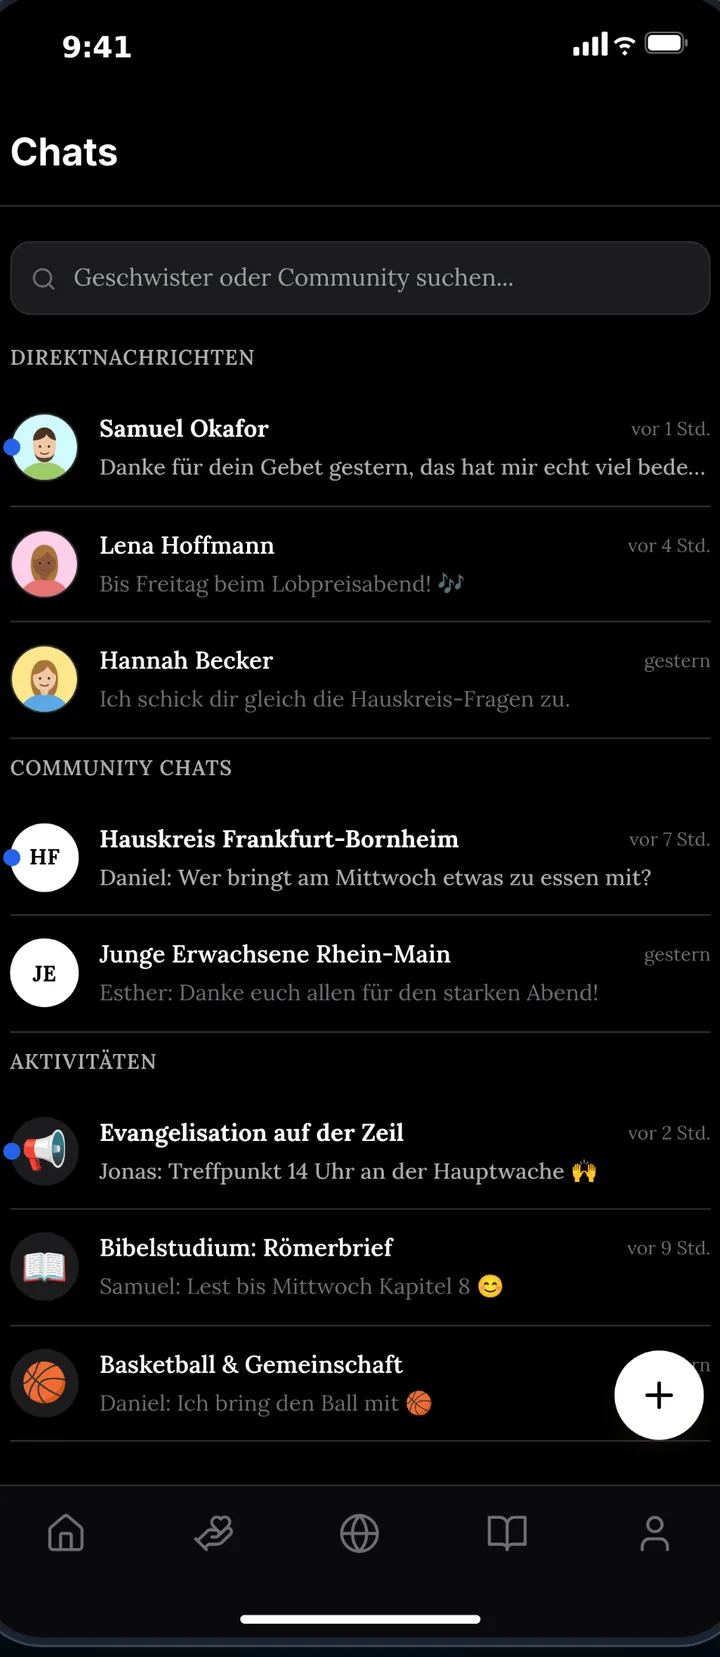 9:41
Chats
Geschwister oder Community suchen...
DIREKTNACHRICHTEN
Samuel Okafor vor 1 Std.
Danke für dein Gebet gestern, das hat mir echt viel bede...
Lena Hoffmann vor 4 Std.
Bis Freitag beim Lobpreisabend! 🎶
Hannah Becker gestern
Ich schick dir gleich die Hauskreis-Fragen zu.
COMMUNITY CHATS
HF Hauskreis Frankfurt-Bornheim vor 7 Std.
Daniel: Wer bringt am Mittwoch etwas zu essen mit?
JE Junge Erwachsene Rhein-Main gestern
Esther: Danke euch allen für den starken Abend!
AKTIVITÄTEN
Evangelisation auf der Zeil vor 2 Std.
Jonas: Treffpunkt 14 Uhr an der Hauptwache 🙌
Bibelstudium: Römerbrief vor 9 Std.
Samuel: Lest bis Mittwoch Kapitel 8 😊
Basketball & Gemeinschaft
Daniel: Ich bring den Ball mit 🏀